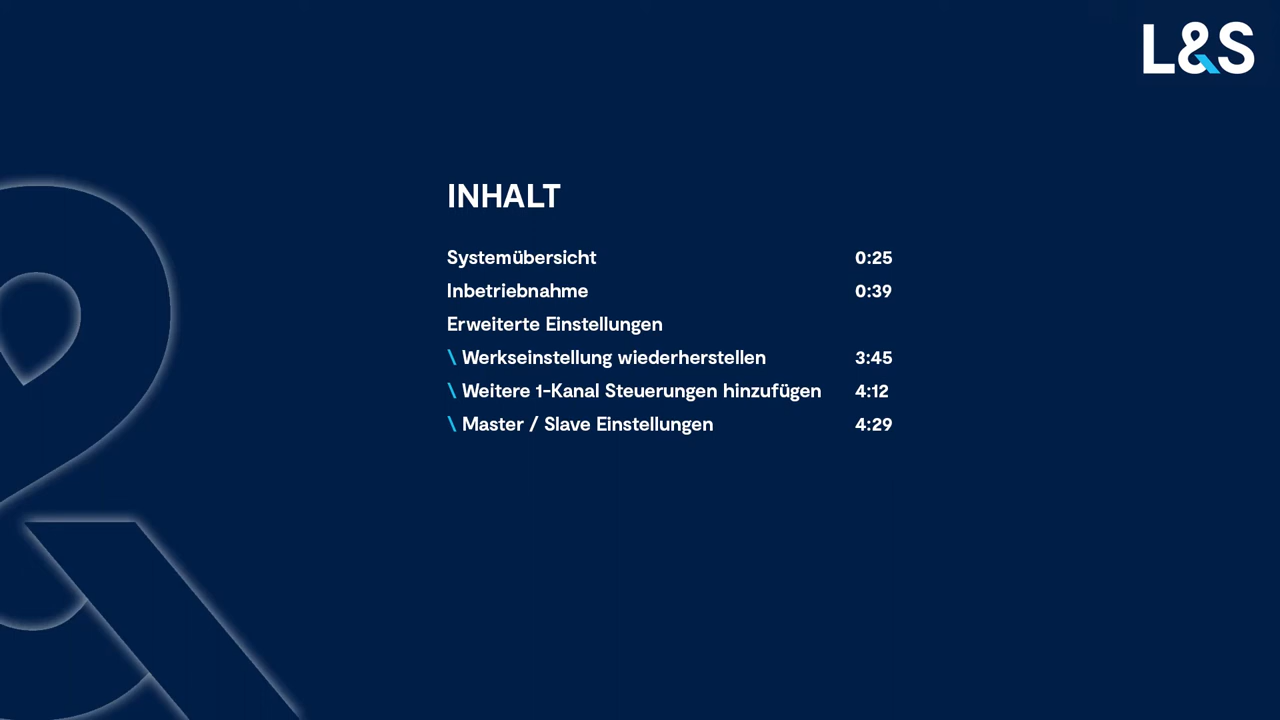 L&S
INHALT
Systemübersicht 0:25
Inbetriebnahme 0:39
Erweiterte Einstellungen
\ Werkseinstellung wiederherstellen 3:45
\ Weitere 1-Kanal Steuerungen hinzufügen 4:12
\ Master / Slave Einstellungen 4:29